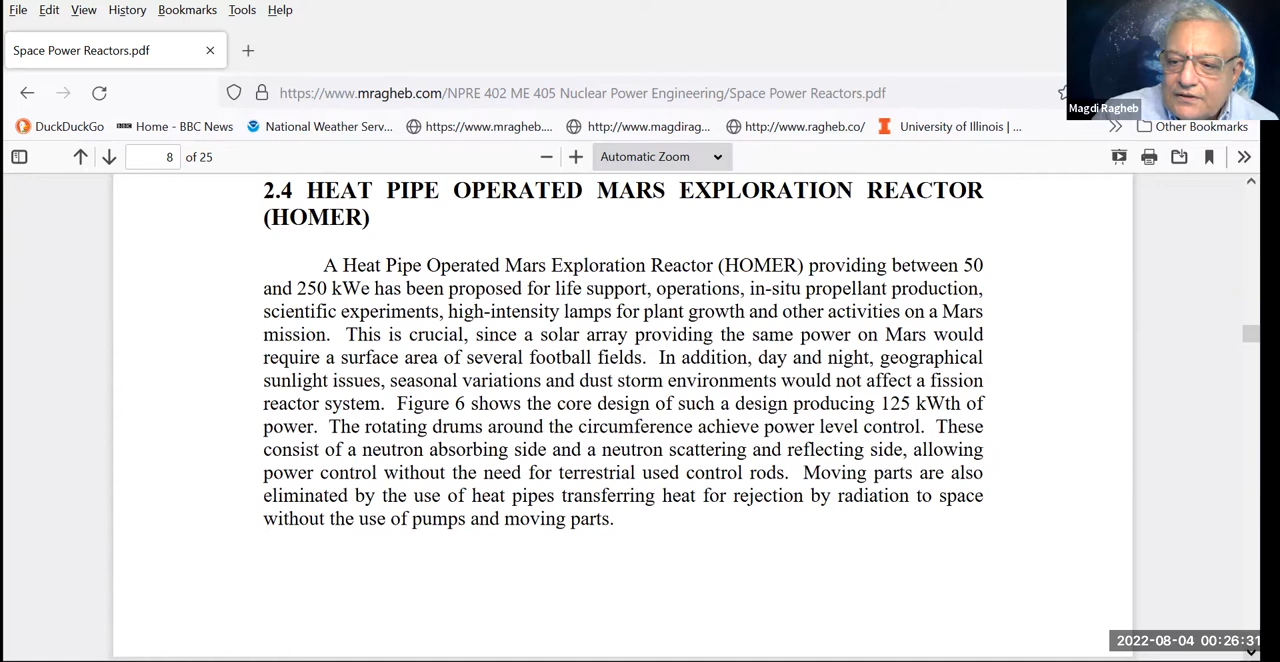 File Edit View History Bookmarks Tools Help
Space Power Reactors.pdf
https://www.mragheb.com/NPRE 402 ME 405 Nuclear Power Engineering/Space Power Reactors.pdf
Magdi Ragheb
DuckDuckGo Home - BBC News National Weather Serv... https://www.mragheb.... http://www.magdirag... http://www.ragheb.co/ University of Illinois |... Other Bookmarks
8 of 25 Automatic Zoom
2.4 HEAT PIPE OPERATED MARS EXPLORATION REACTOR
(HOMER)
A Heat Pipe Operated Mars Exploration Reactor (HOMER) providing between 50
and 250 kWe has been proposed for life support, operations, in-situ propellant production,
scientific experiments, high-intensity lamps for plant growth and other activities on a Mars
mission. This is crucial, since a solar array providing the same power on Mars would
require a surface area of several football fields. In addition, day and night, geographical
sunlight issues, seasonal variations and dust storm environments would not affect a fission
reactor system. Figure 6 shows the core design of such a design producing 125 kWth of
power. The rotating drums around the circumference achieve power level control. These
consist of a neutron absorbing side and a neutron scattering and reflecting side, allowing
power control without the need for terrestrial used control rods. Moving parts are also
eliminated by the use of heat pipes transferring heat for rejection by radiation to space
without the use of pumps and moving parts.
2022-08-04 00:26:31